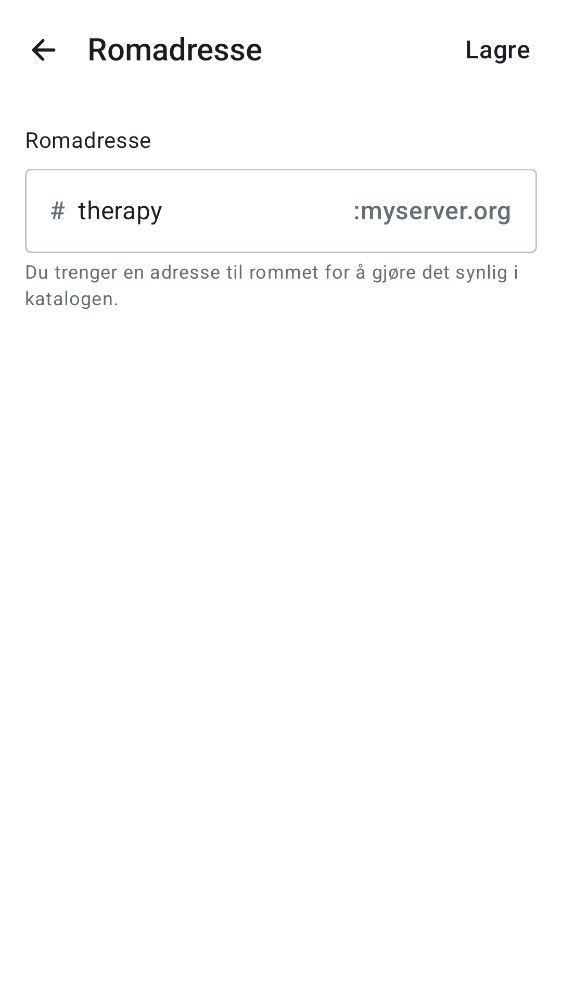 Romadresse
Lagre
Romadresse
# therapy :myserver.org
Du trenger en adresse til rommet for å gjøre det synlig i
katalogen.